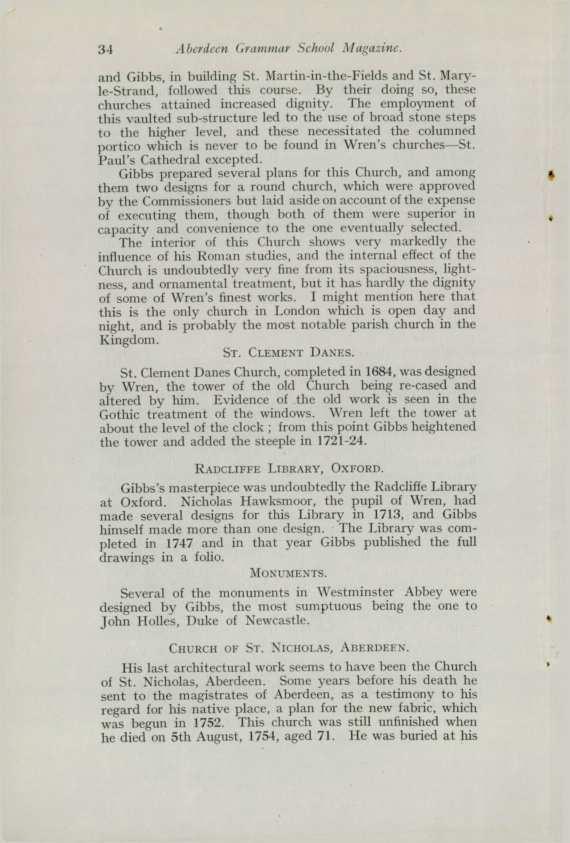 34 Aberdeen Grammar School Magazine.
and Gibbs, in building St. Martin-in-the-Fields and St. Mary-
le-Strand, followed this course. By their doing so, these
churches attained increased dignity. The employment of
this vaulted sub-structure led to the use of broad stone steps
to the higher level, and these necessitated the columned
portico which is never to be found in Wren's churches—St.
Paul's Cathedral excepted.
Gibbs prepared several plans for this Church, and among
them two designs for a round church, which were approved
by the Commissioners but laid aside on account of the expense
of executing them, though both of them were superior in
capacity and convenience to the one eventually selected.
The interior of this Church shows very markedly the
influence of his Roman studies, and the internal effect of the
Church is undoubtedly very fine from its spaciousness, light-
ness, and ornamental treatment, but it has hardly the dignity
of some of Wren's finest works. I might mention here that
this is the only church in London which is open day and
night, and is probably the most notable parish church in the
Kingdom.
St. Clement Danes.
St. Clement Danes Church, completed in 1684, was designed
by Wren, the tower of the old Church being re-cased and
altered by him. Evidence of the old work is seen in the
Gothic treatment of the windows. Wren left the tower at
about the level of the clock ; from this point Gibbs heightened
the tower and added the steeple in 1721-24.
Radcliffe Library, Oxford.
Gibbs's masterpiece was undoubtedly the Radcliffe Library
at Oxford. Nicholas Hawksmoor, the pupil of Wren, had
made several designs for this Library in 1713, and Gibbs
himself made more than one design. The Library was com-
pleted in 1747 and in that year Gibbs published the full
drawings in a folio.
Monuments.
Several of the monuments in Westminster Abbey were
designed by Gibbs, the most sumptuous being the one to
John Holles, Duke of Newcastle.
Church of St. Nicholas, Aberdeen.
His last architectural work seems to have been the Church
of St. Nicholas, Aberdeen. Some years before his death he
sent to the magistrates of Aberdeen, as a testimony to his
regard for his native place, a plan for the new fabric, which
was begun in 1752. This church was still unfinished when
he died on 5th August, 1754, aged 71. He was buried at his